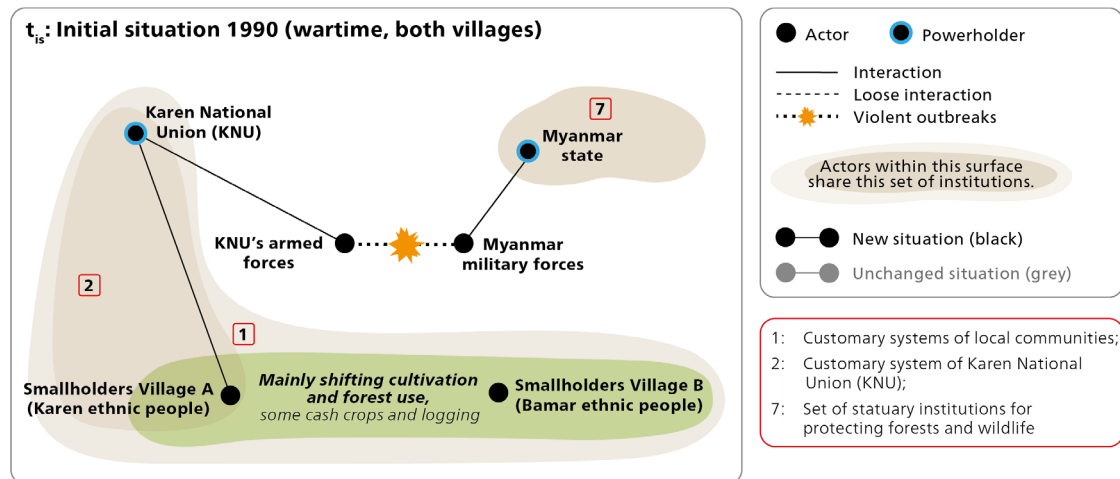 t_is: Initial situation 1990 (wartime, both villages)
Karen National
Union (KNU)
7
Myanmar
state
KNU's armed
forces
Myanmar
military forces
2
1
Smallholders Village A
(Karen ethnic people)
Mainly shifting cultivation
and forest use,
some cash crops and logging
Smallholders Village B
(Bamar ethnic people)
Actor
Powerholder
Interaction
Loose interaction
Violent outbreaks
Actors within this surface
share this set of institutions.
New situation (black)
Unchanged situation (grey)
1: Customary systems of local communities;
2: Customary system of Karen National
Union (KNU);
7: Set of statuary institutions for
protecting forests and wildlife